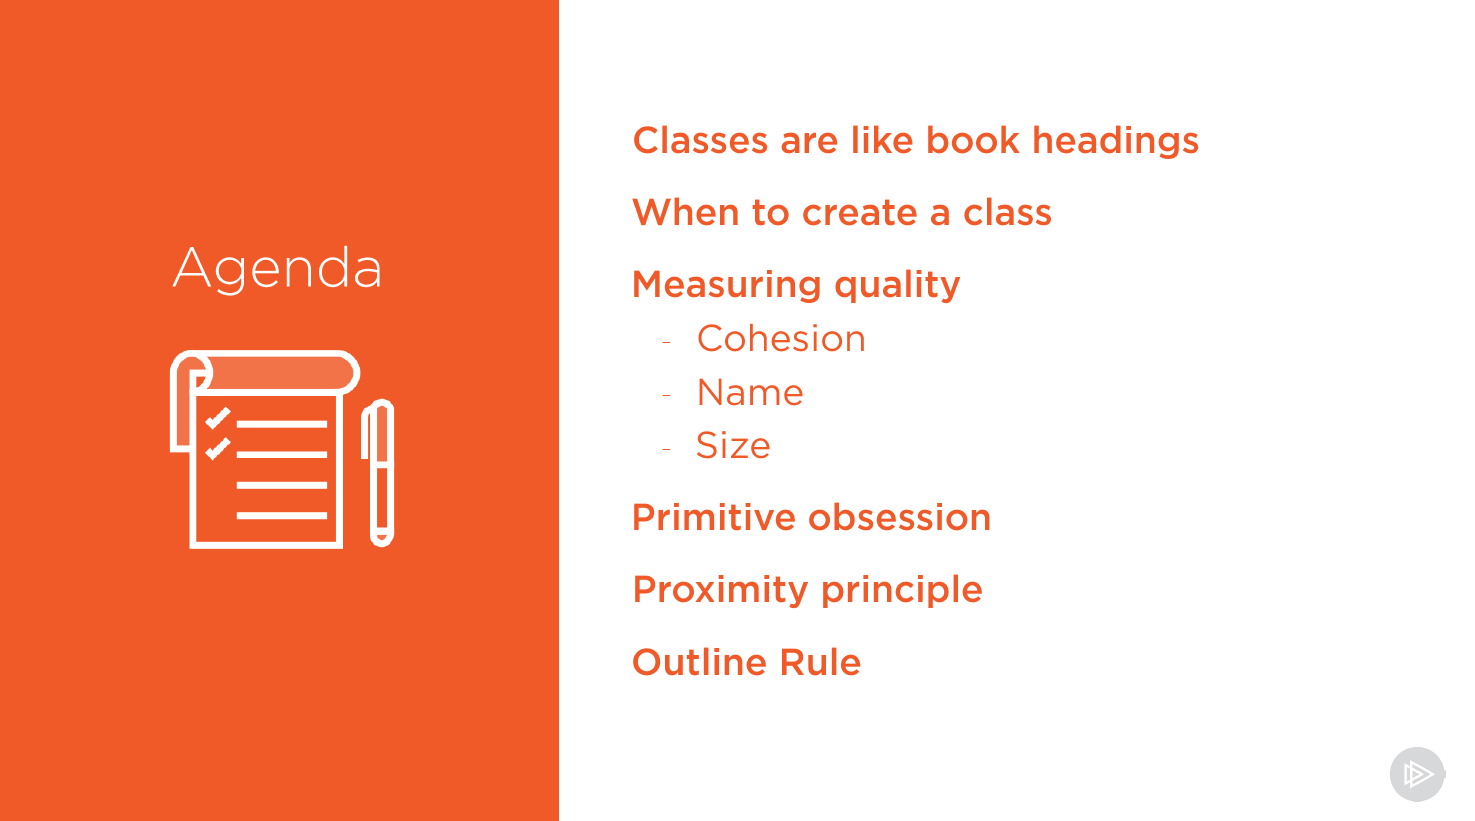 Agenda
Classes are like book headings
When to create a class
Measuring quality
- Cohesion
- Name
- Size
Primitive obsession
Proximity principle
Outline Rule